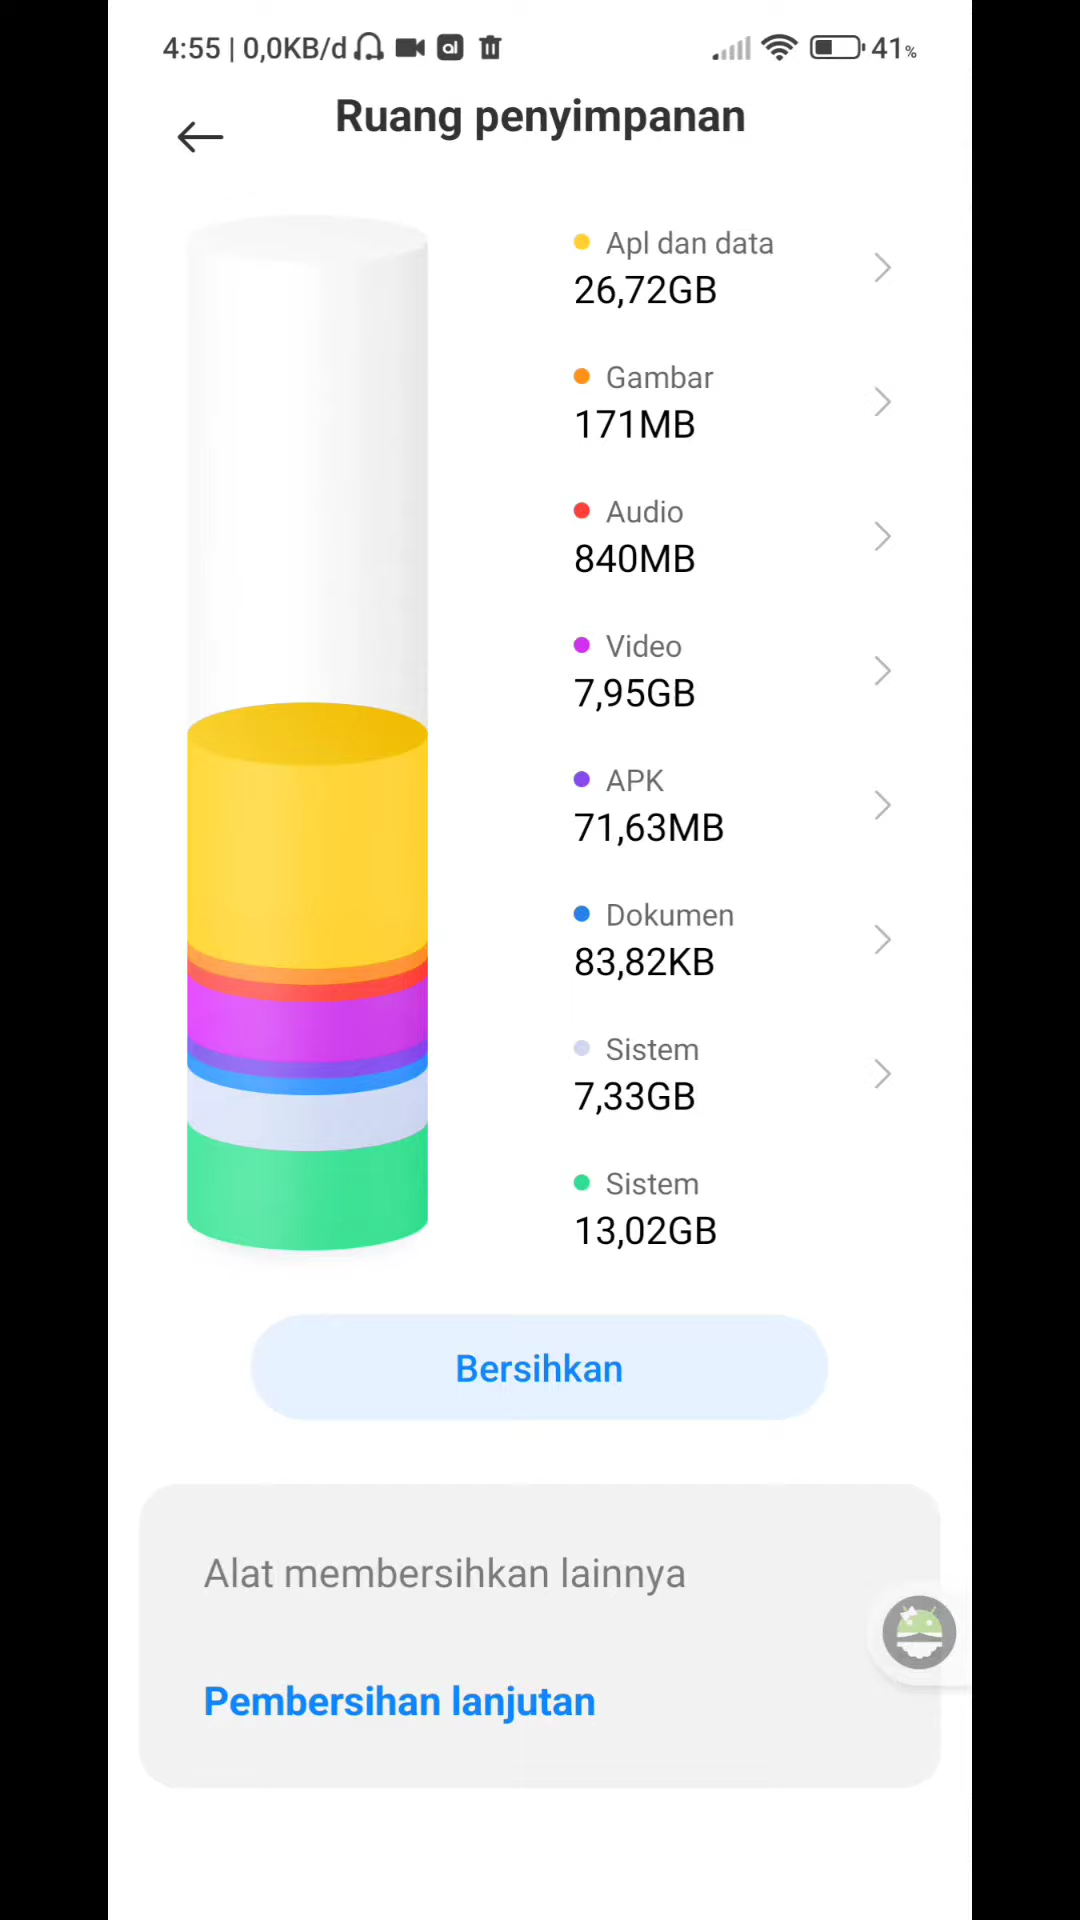 4:55 | 0,0KB/d
41%
Ruang penyimpanan
Apl dan data
26,72GB
Gambar
171MB
Audio
840MB
Video
7,95GB
APK
71,63MB
Dokumen
83,82KB
Sistem
7,33GB
Sistem
13,02GB
Bersihkan
Alat membersihkan lainnya
Pembersihan lanjutan